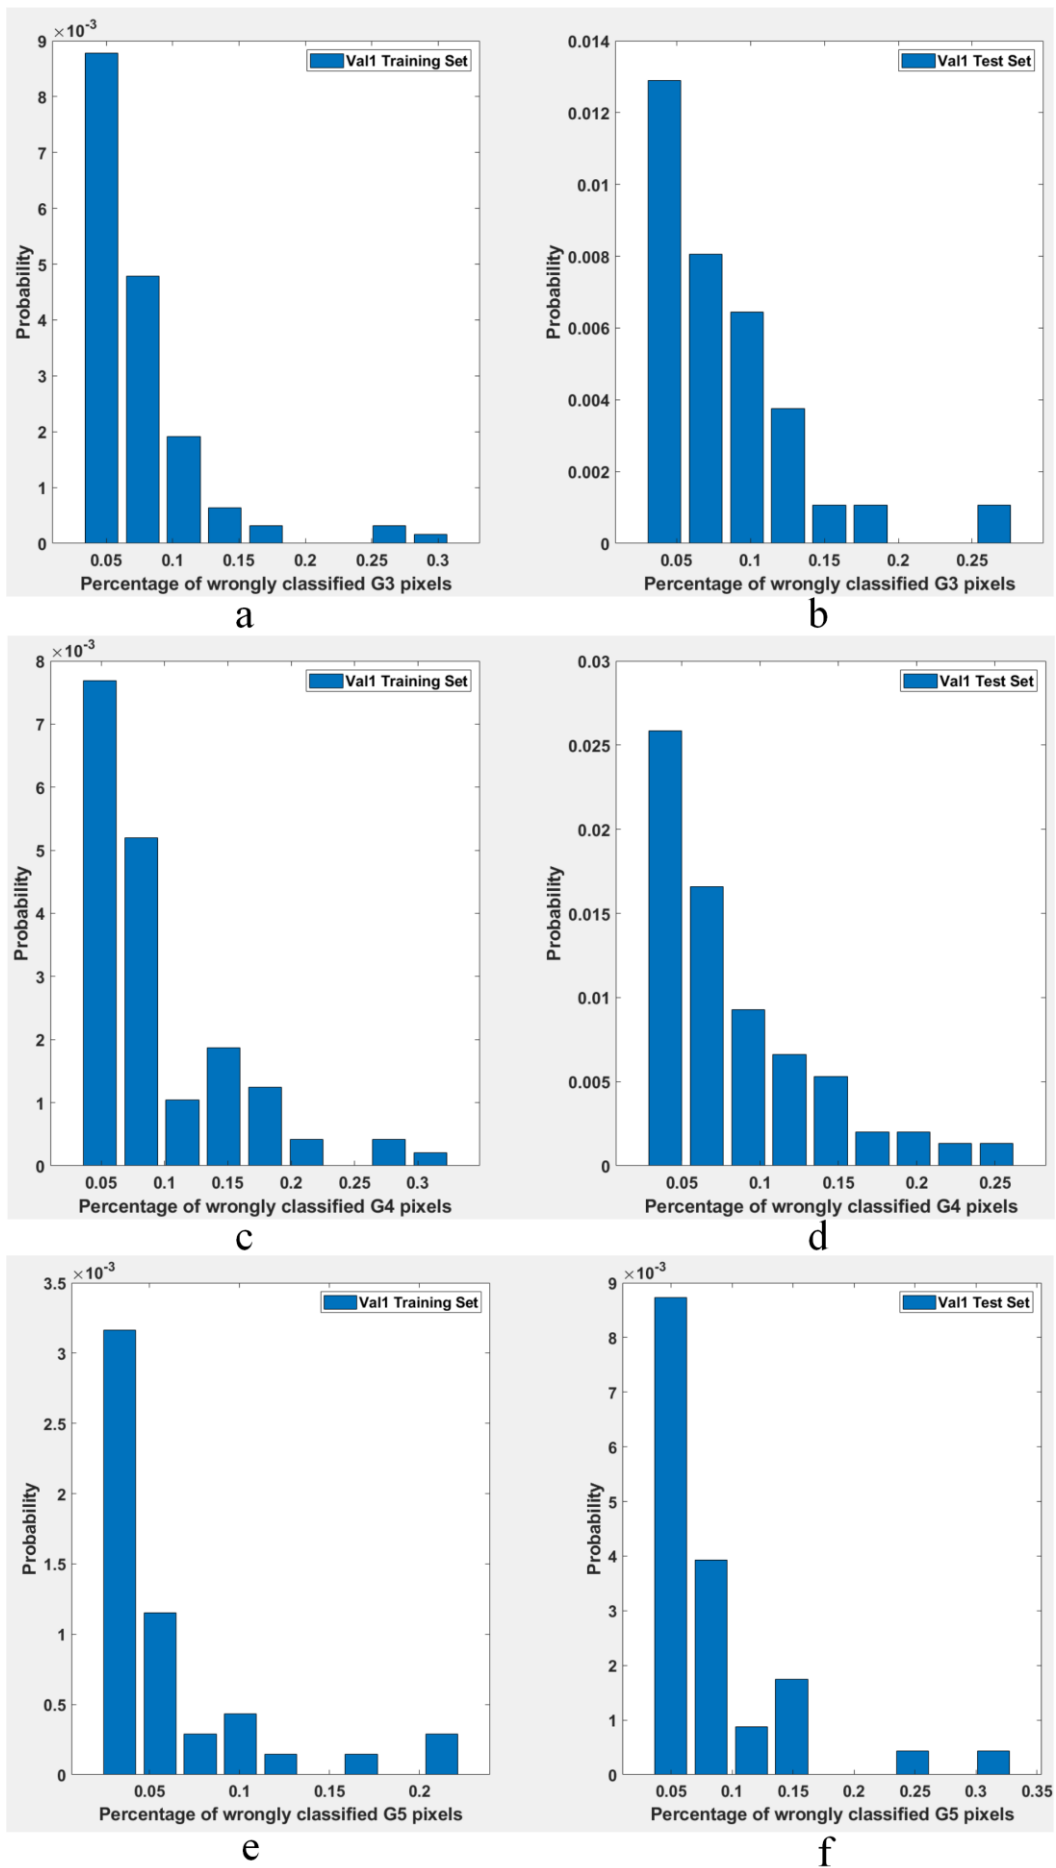 ×10-3
9
8
7
6
5
4
3
2
1
0
Probability
Val1 Training Set
0.05 0.1 0.15 0.2 0.25 0.3
Percentage of wrongly classified G3 pixels
a
0.014
0.012
0.01
0.008
0.006
0.004
0.002
0
Probability
Val1 Test Set
0.05 0.1 0.15 0.2 0.25
Percentage of wrongly classified G3 pixels
b
×10-3
8
7
6
5
4
3
2
1
0
Probability
Val1 Training Set
0.05 0.1 0.15 0.2 0.25 0.3
Percentage of wrongly classified G4 pixels
c
0.03
0.025
0.02
0.015
0.01
0.005
0
Probability
Val1 Test Set
0.05 0.1 0.15 0.2 0.25
Percentage of wrongly classified G4 pixels
d
×10-3
3.5
3
2.5
2
1.5
1
0.5
0
Probability
Val1 Training Set
0.05 0.1 0.15 0.2
Percentage of wrongly classified G5 pixels
e
×10-3
9
8
7
6
5
4
3
2
1
0
Probability
Val1 Test Set
0.05 0.1 0.15 0.2 0.25 0.3 0.35
Percentage of wrongly classified G5 pixels
f